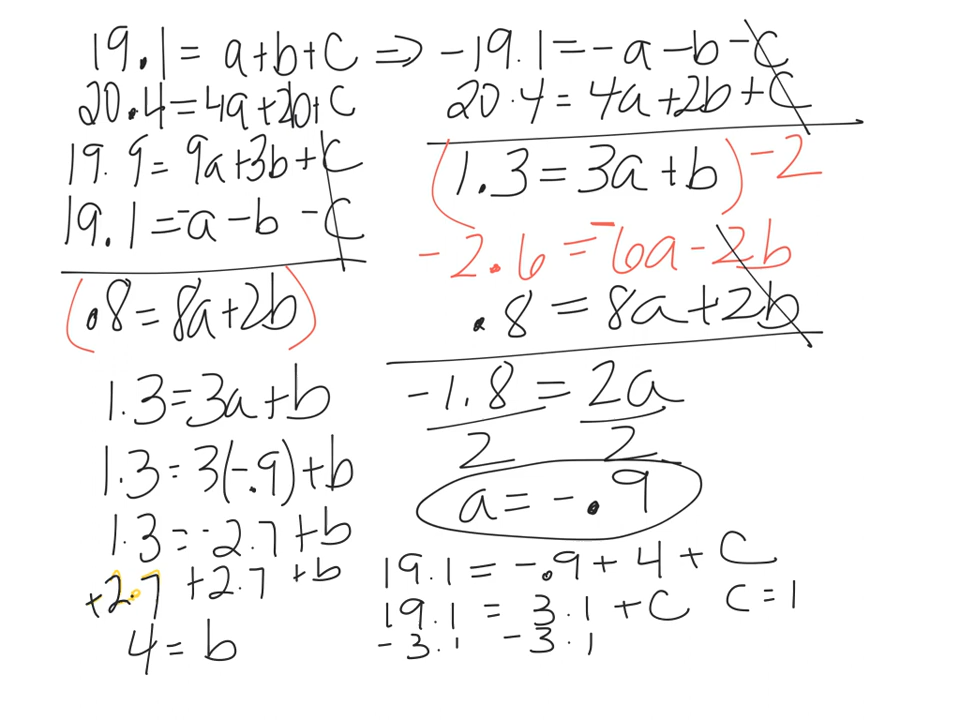 19.1 = a+b+C ⇒ -19.1 = -a-b-C
20.4 = 4a+2b+C
20.4 = 4a+2b+C
19.9 = 9a+3b+C
19.1 = -a-b-C
.8 = 8a+2b
(1.3 = 3a+b)-2
-2.6 = -6a-2b
.8 = 8a+2b
-1.8 = 2a
2 2
a = -.9
1.3 = 3a+b
1.3 = 3(-.9)+b
1.3 = -2.7+b
+2.7 +2.7 +b
4 = b
19.1 = -.9+4+C
19.1 = 3.1+C C = 1
-3.1 -3.1